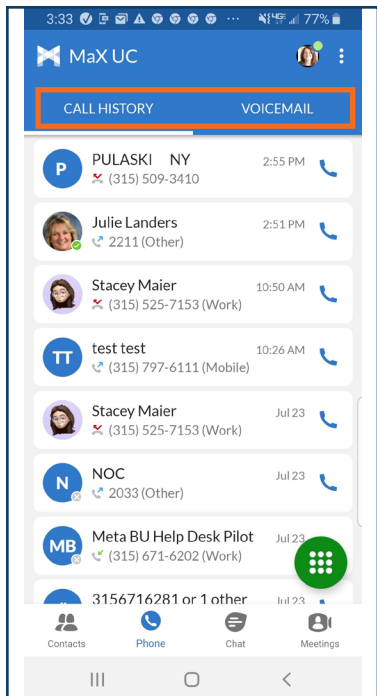 3:33 77%
MaX UC
CALL HISTORY VOICEMAIL
P PULASKI NY 2:55 PM
(315) 509-3410
Julie Landers 2:51 PM
2211 (Other)
Stacey Maier 10:50 AM
(315) 525-7153 (Work)
TT test test 10:26 AM
(315) 797-6111 (Mobile)
Stacey Maier Jul 23
(315) 525-7153 (Work)
N NOC Jul 23
2033 (Other)
MB Meta BU Help Desk Pilot Jul 23
(315) 671-6202 (Work)
3156716281 or 1 other Jul 23
Contacts Phone Chat Meetings